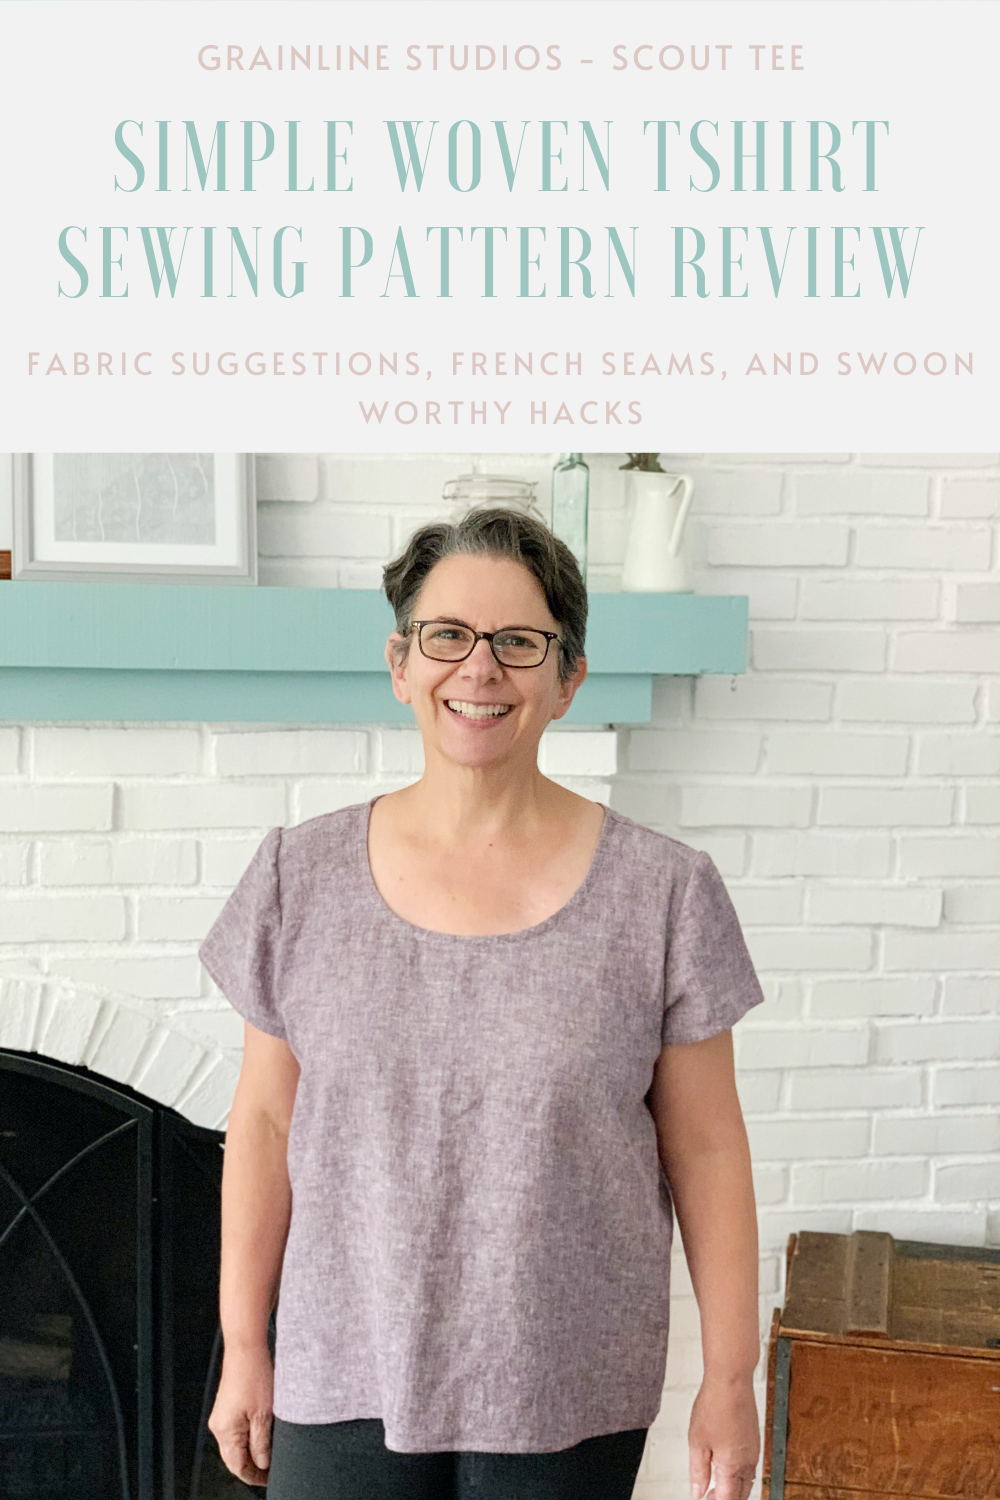 GRAINLINE STUDIOS - SCOUT TEE
SIMPLE WOVEN TSHIRT
SEWING PATTERN REVIEW
FABRIC SUGGESTIONS, FRENCH SEAMS, AND SWOON
WORTHY HACKS